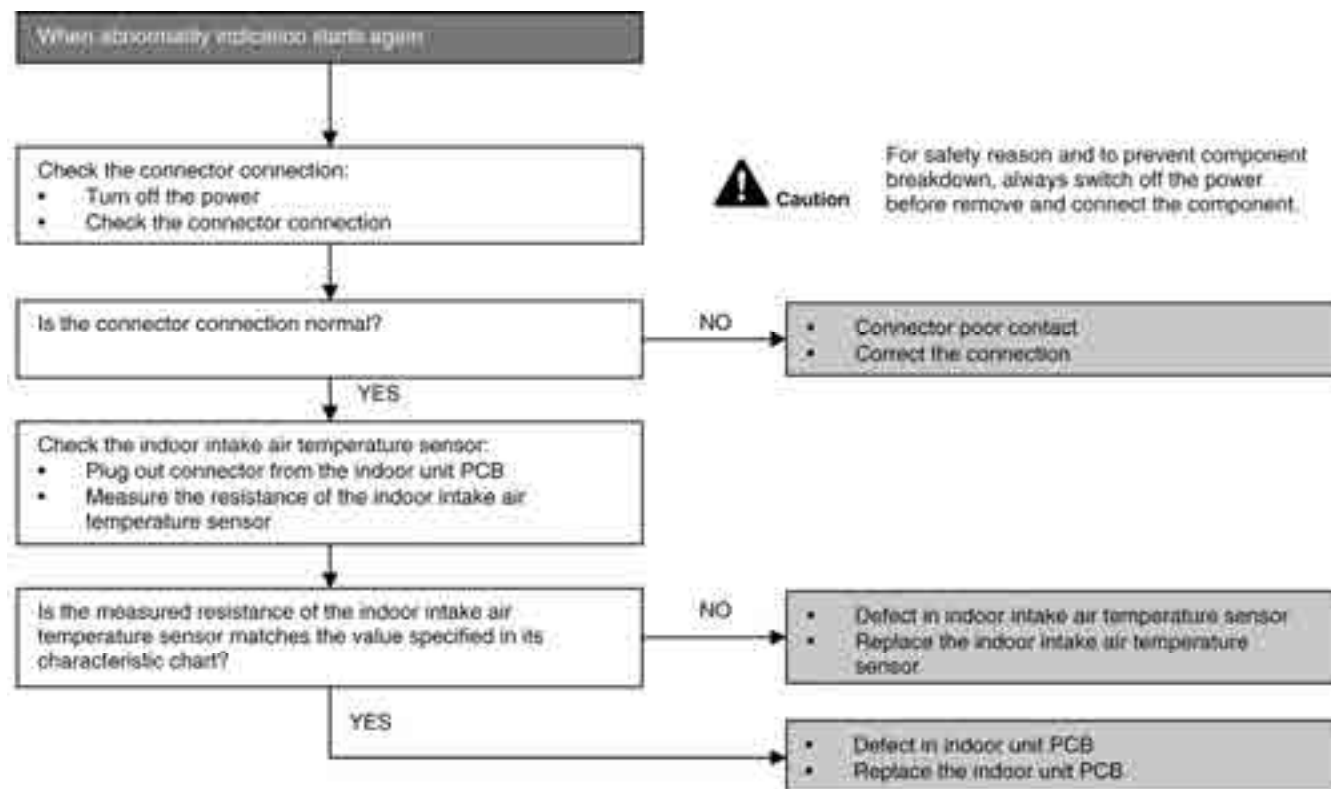 When abnormality indication starts again
Check the connector connection:
• Turn off the power
• Check the connector connection
Caution
For safety reason and to prevent component
breakdown, always switch off the power
before remove and connect the component.
Is the connector connection normal?
NO
• Connector poor contact
• Correct the connection
YES
Check the indoor intake air temperature sensor:
• Plug out connector from the indoor unit PCB
• Measure the resistance of the indoor intake air
temperature sensor
Is the measured resistance of the indoor intake air
temperature sensor matches the value specified in its
characteristic chart?
NO
• Defect in indoor intake air temperature sensor
• Replace the indoor intake air temperature
sensor
YES
• Defect in indoor unit PCB
• Replace the indoor unit PCB